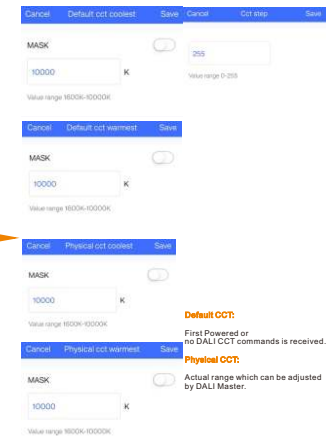 Cancel Default cct coolest Save
MASK
10000 K
Value range 1600K-10000K
Cancel Cct step Save
255
Value range 0-255
Cancel Default cct warmest Save
MASK
10000 K
Value range 1600K-10000K
Cancel Physical cct coolest Save
MASK
10000 K
Value range 1600K-10000K
Cancel Physical cct warmest Save
MASK
10000 K
Value range 1600K-10000K
Default CCT:
First Powered or
no DALI CCT commands is received.
Physical CCT:
Actual range which can be adjusted
by DALI Master.